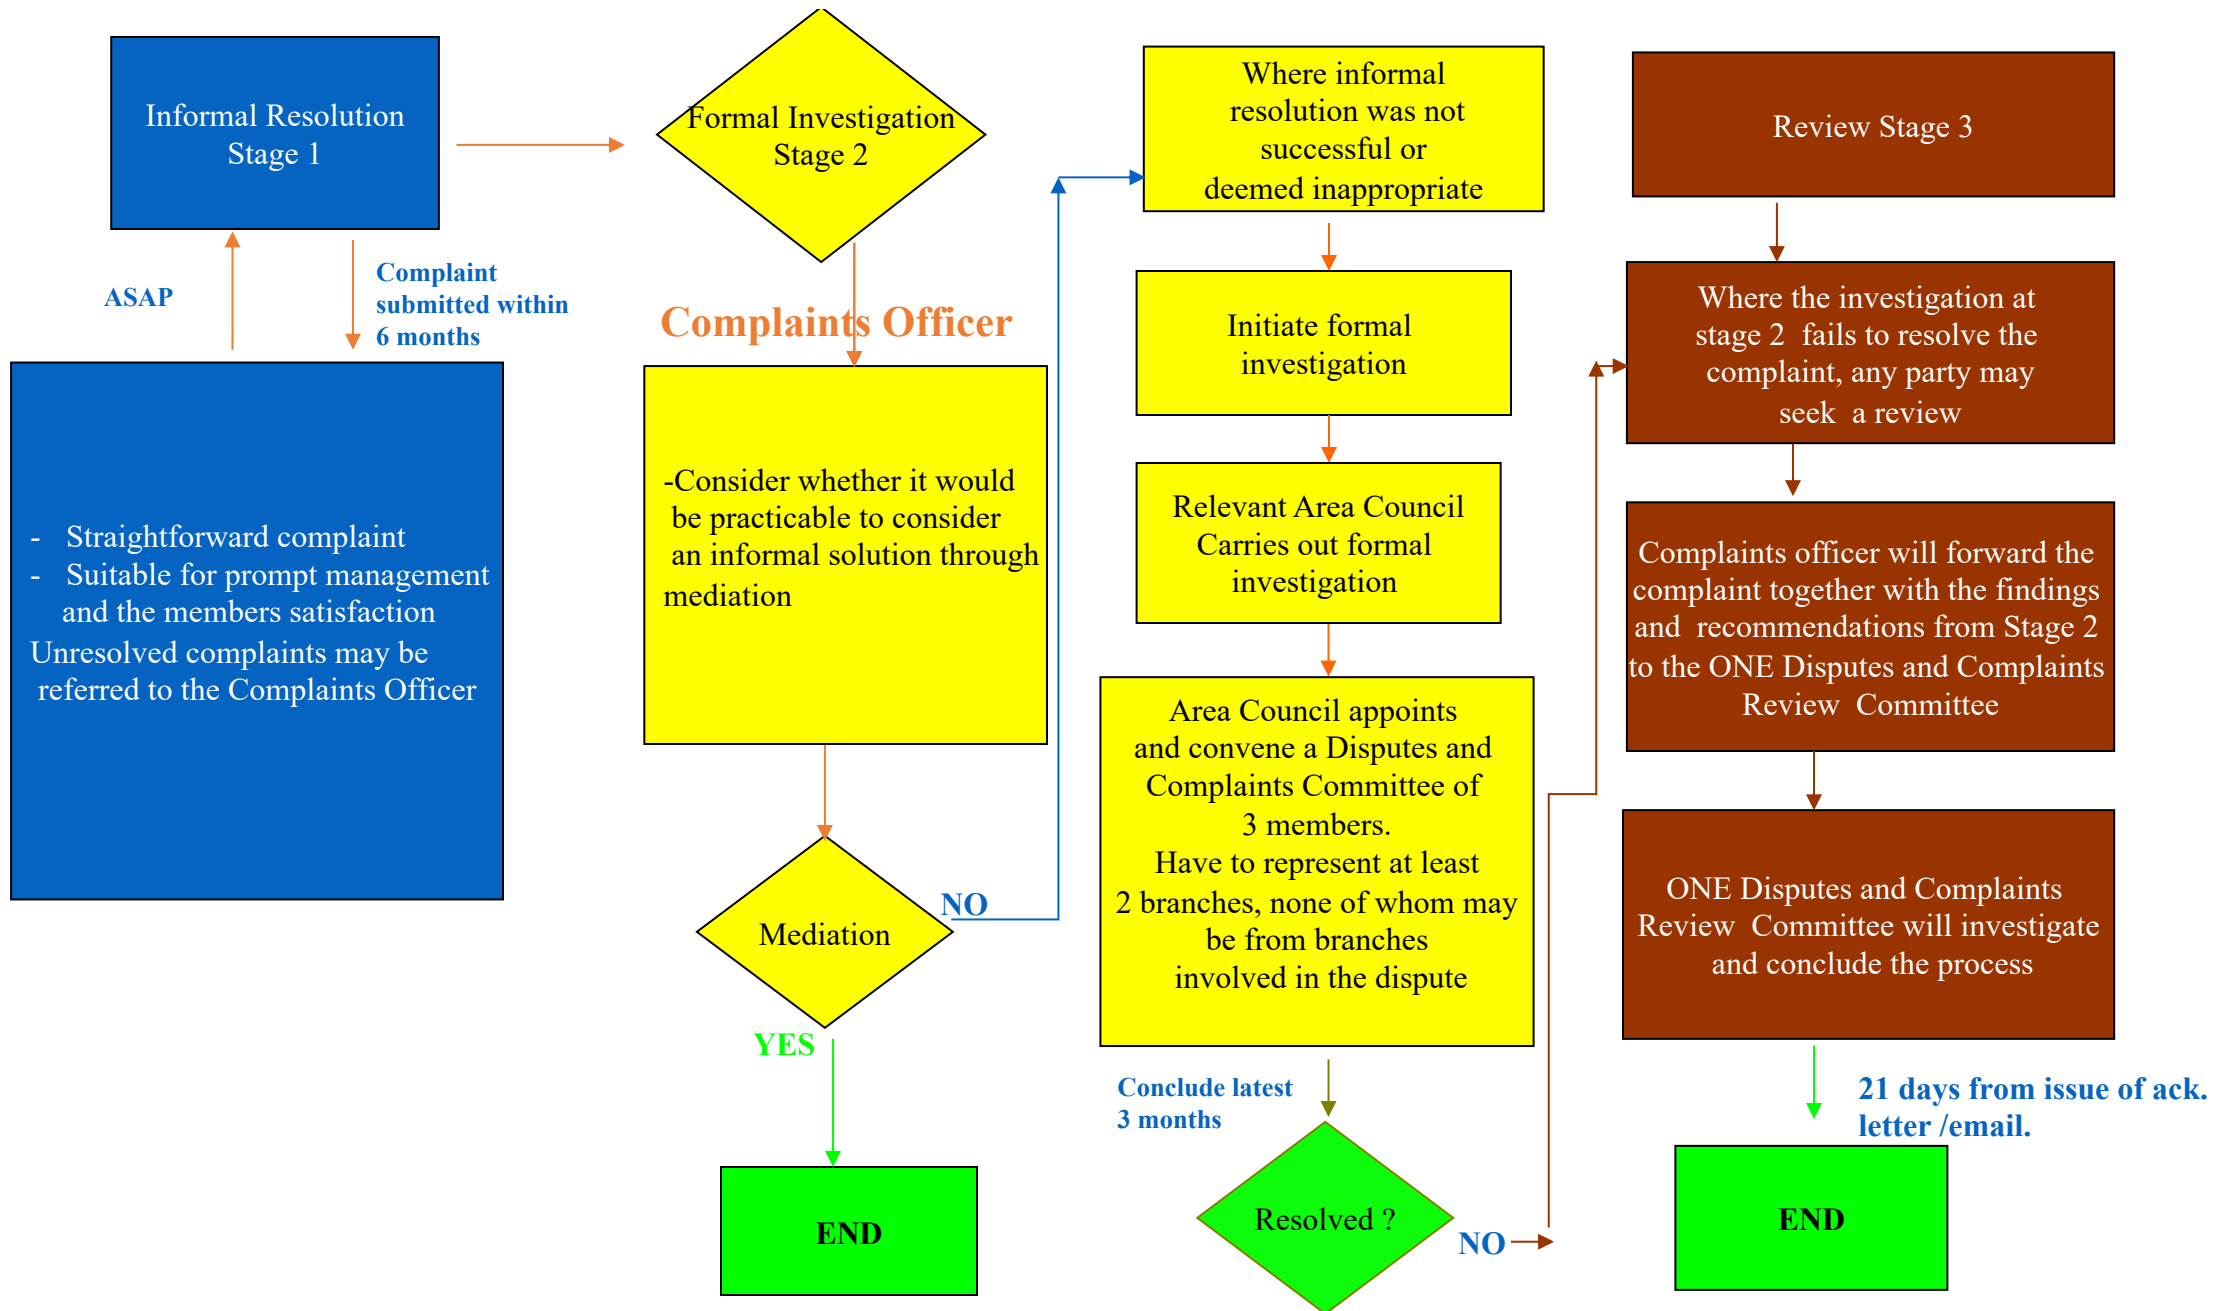 Informal Resolution
Stage 1
ASAP
Complaint
submitted within
6 months
- Straightforward complaint
- Suitable for prompt management
and the members satisfaction
Unresolved complaints may be
referred to the Complaints Officer
Formal Investigation
Stage 2
Complaints Officer
-Consider whether it would
be practicable to consider
an informal solution through
mediation
Mediation
NO
YES
END
Where informal
resolution was not
successful or
deemed inappropriate
Initiate formal
investigation
Relevant Area Council
Carries out formal
investigation
Area Council appoints
and convene a Disputes and
Complaints Committee of
3 members.
Have to represent at least
2 branches, none of whom may
be from branches
involved in the dispute
Conclude latest
3 months
Resolved ?
NO
Review Stage 3
Where the investigation at
stage 2 fails to resolve the
complaint, any party may
seek a review
Complaints officer will forward the
complaint together with the findings
and recommendations from Stage 2
to the ONE Disputes and Complaints
Review Committee
ONE Disputes and Complaints
Review Committee will investigate
and conclude the process
21 days from issue of ack.
letter /email.
END